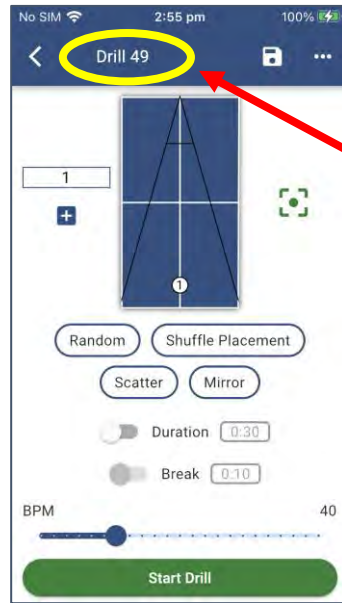 No SIM 2:55 pm 100%
Drill 49
1
1
Random Shuffle Placement
Scatter Mirror
Duration 0:30
Break 0:10
BPM 40
Start Drill